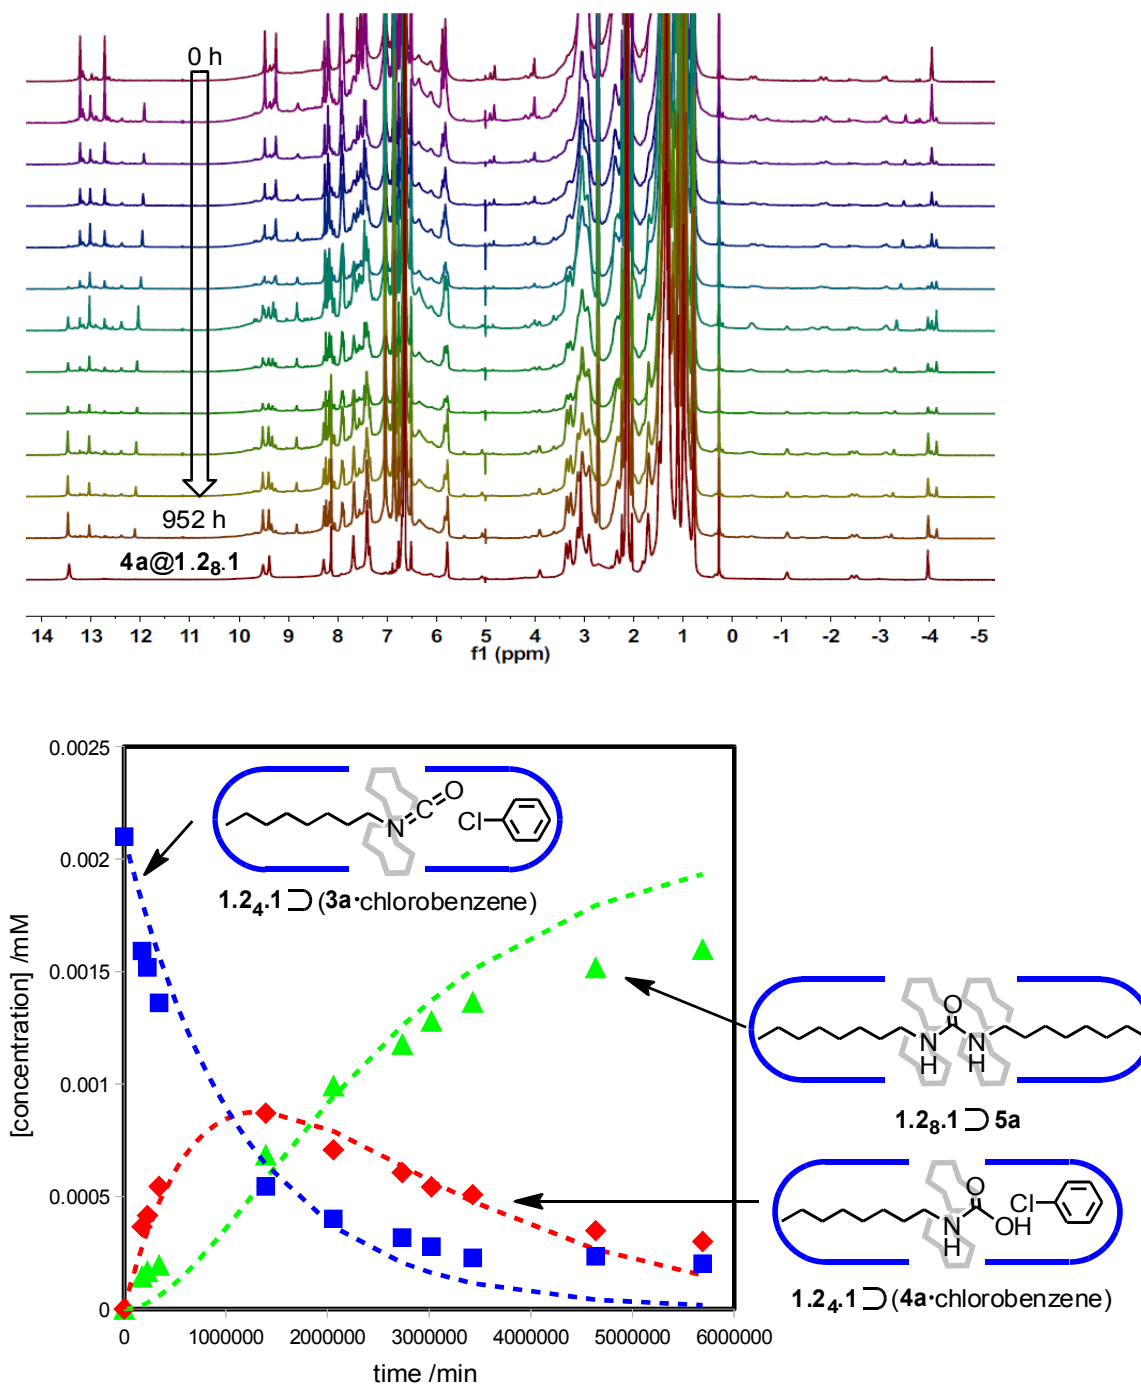 0 h
952 h
4a@1.2₈.1
14 13 12 11 10 9 8 7 6 5 4 3 2 1 0 -1 -2 -3 -4 -5
f1 (ppm)
[concentration] /mM
0.0025
0.002
0.0015
0.001
0.0005
0
0 1000000 2000000 3000000 4000000 5000000 6000000
time /min
N C O
Cl
1.2₄.1 ⊃ (3a·chlorobenzene)
O
N N
H H
1.2₈.1 ⊃ 5a
O
Cl
N OH
H
1.2₄.1 ⊃ (4a·chlorobenzene)